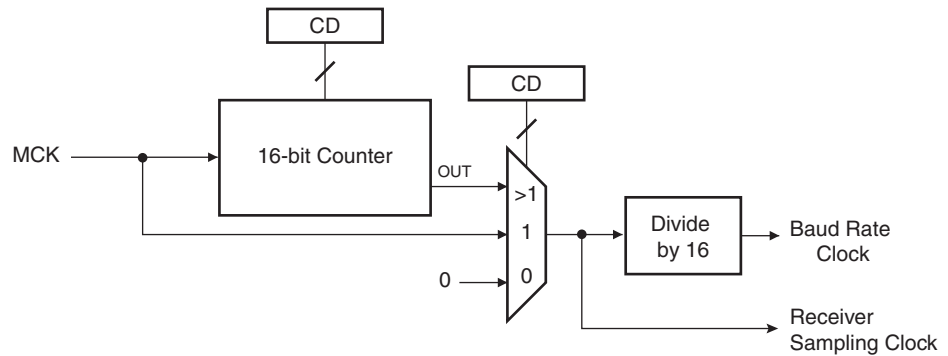 CD
CD
MCK
16-bit Counter
OUT
>1
1
0
0
Divide
by 16
Baud Rate
Clock
Receiver
Sampling Clock